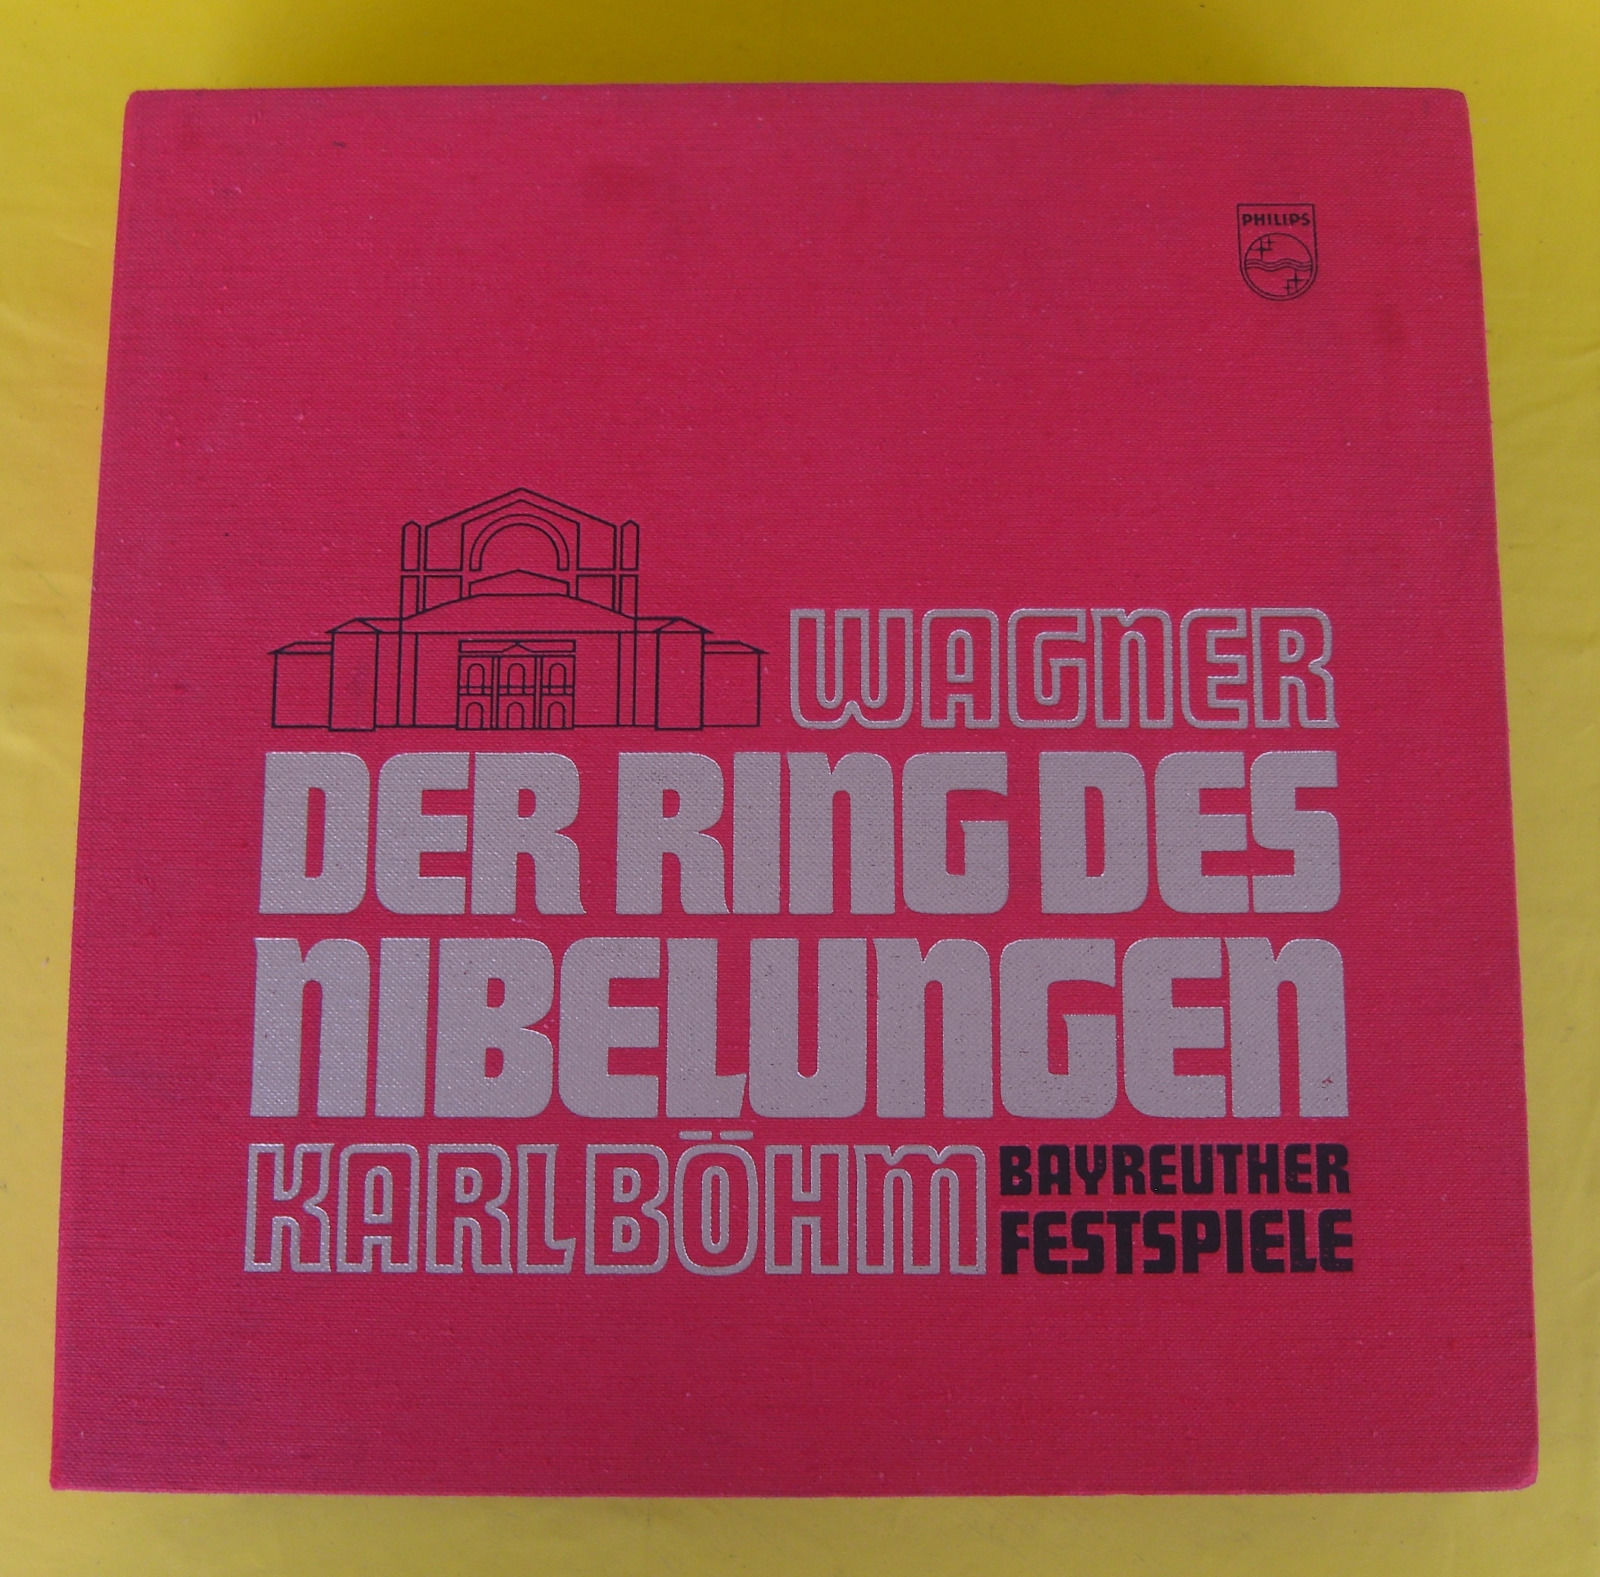 PHILIPS
WAGNER
DER RING DES
NIBELUNGEN
KARL BÖHM
BAYREUTHER
FESTSPIELE